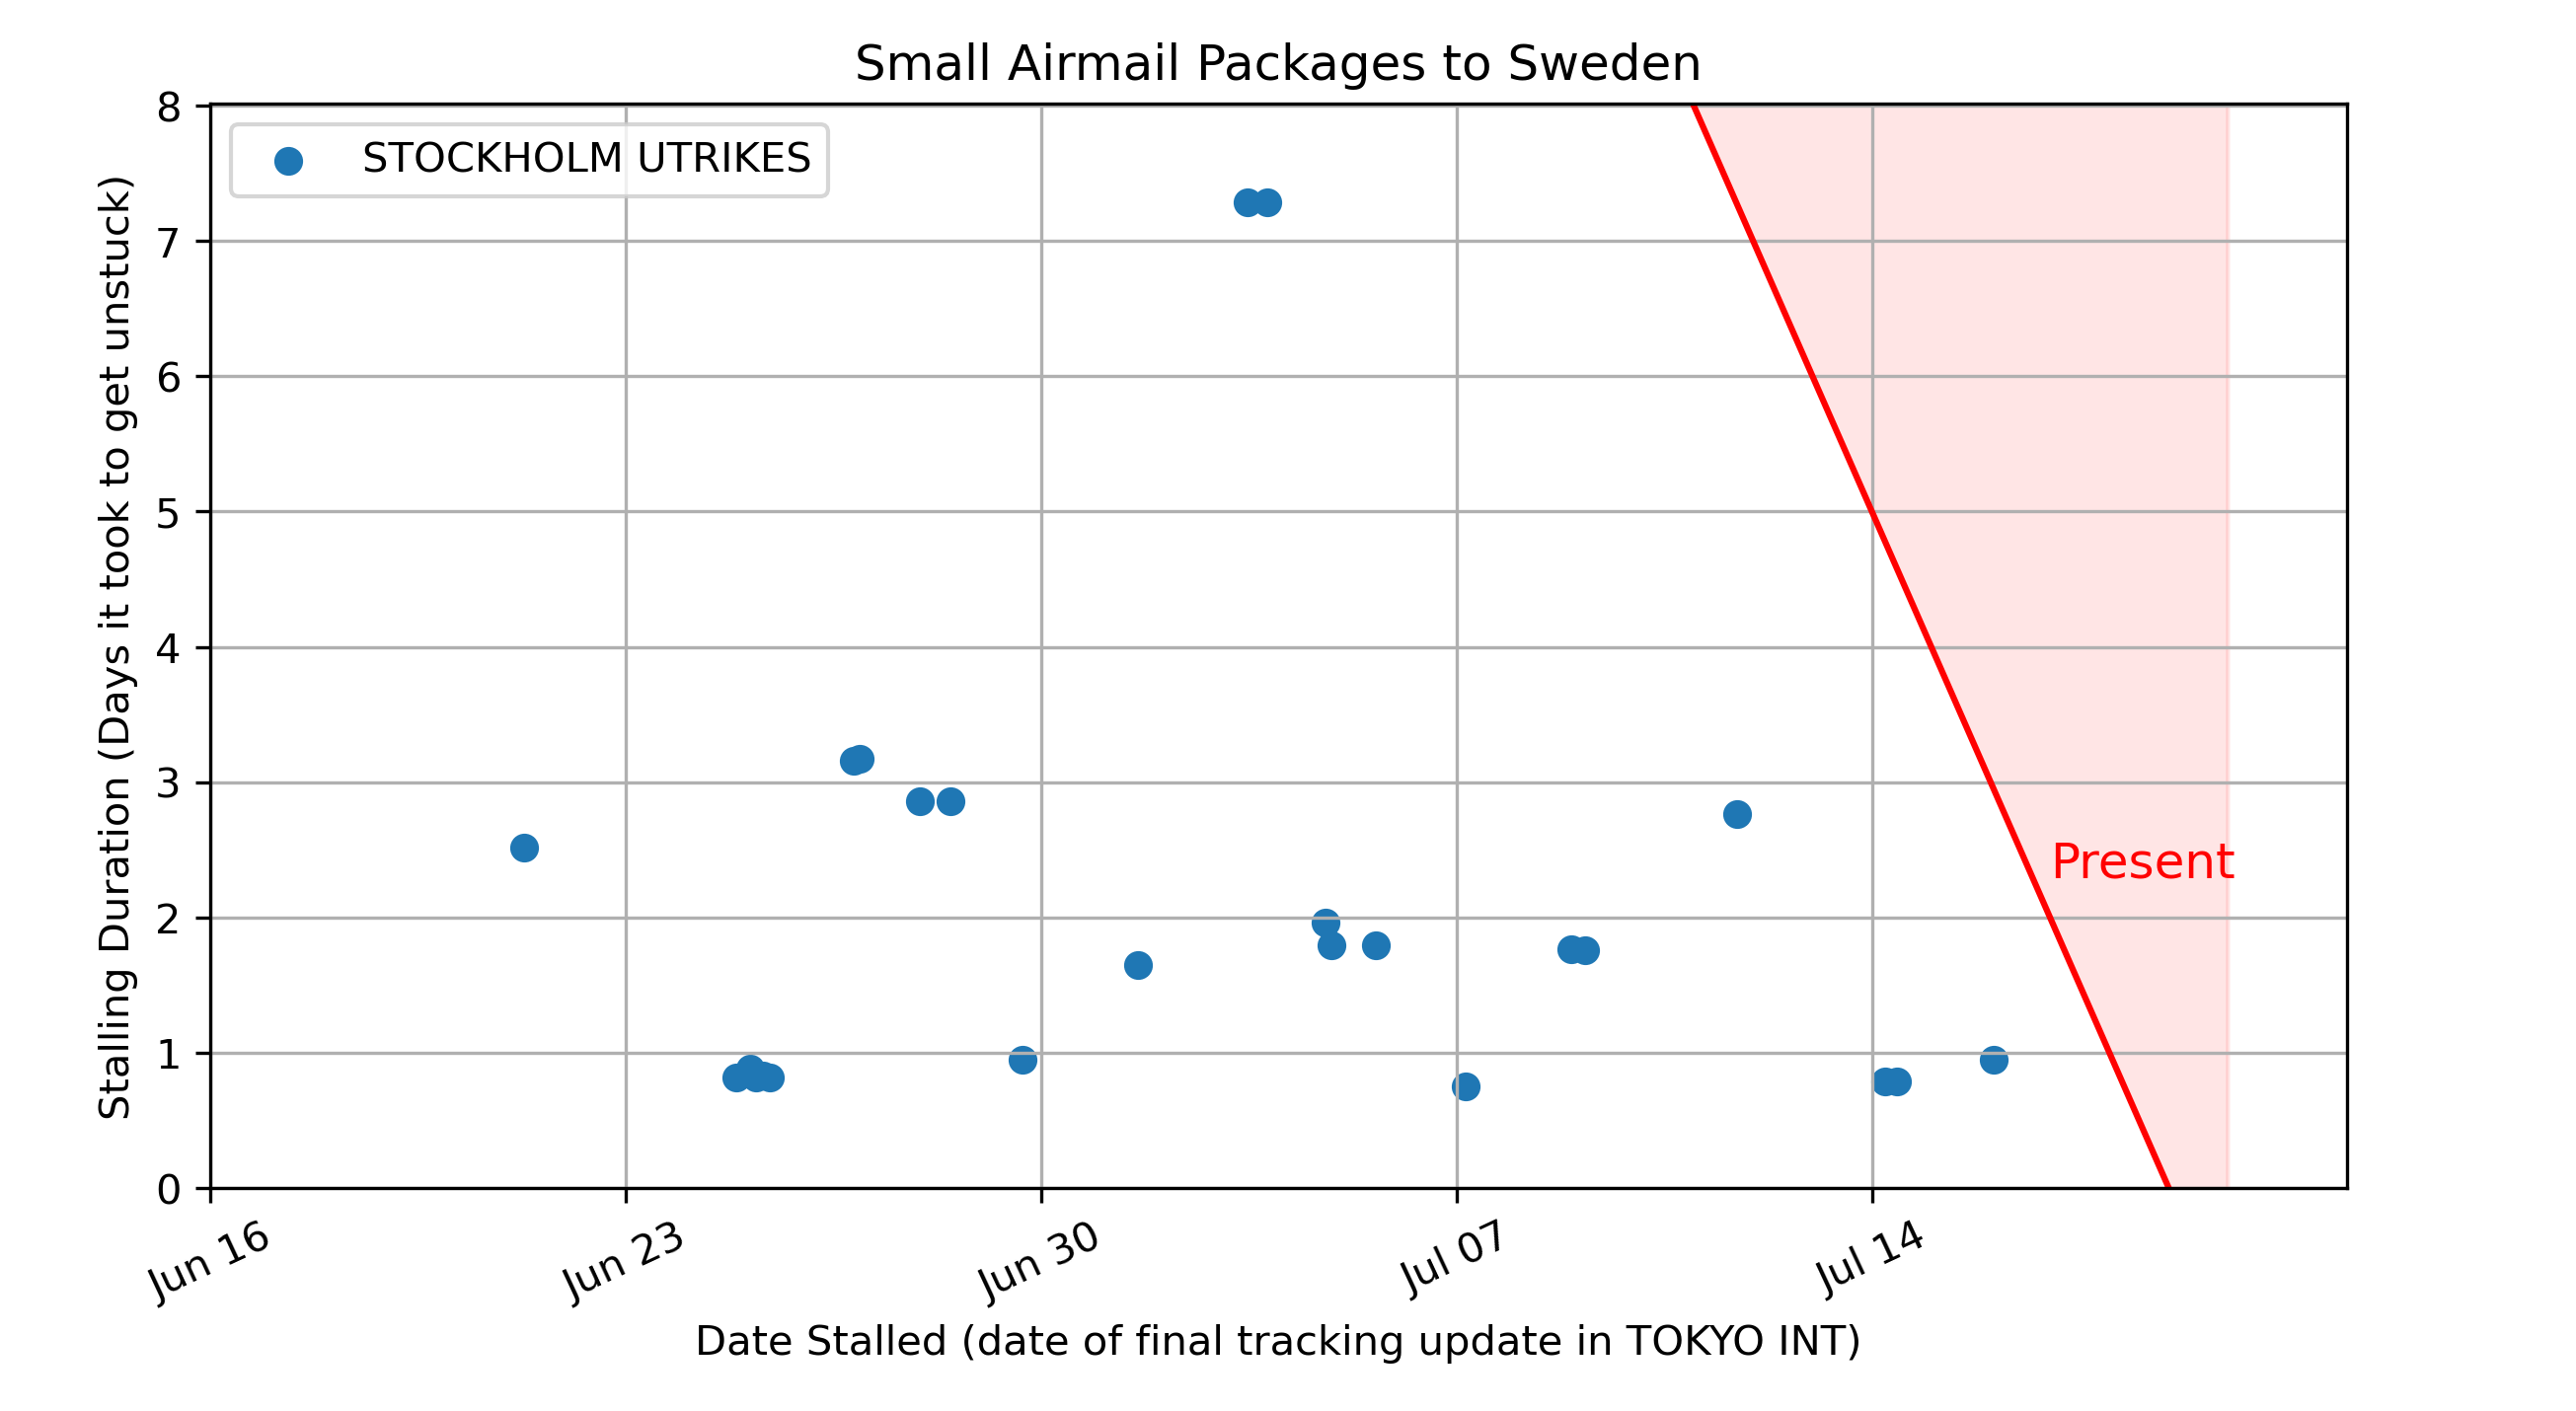 Small Airmail Packages to Sweden
STOCKHOLM UTRIKES
Stalling Duration (Days it took to get unstuck)
8
7
6
5
4
3
2
1
0
Present
Jun 16
Jun 23
Jun 30
Jul 07
Jul 14
Date Stalled (date of final tracking update in TOKYO INT)